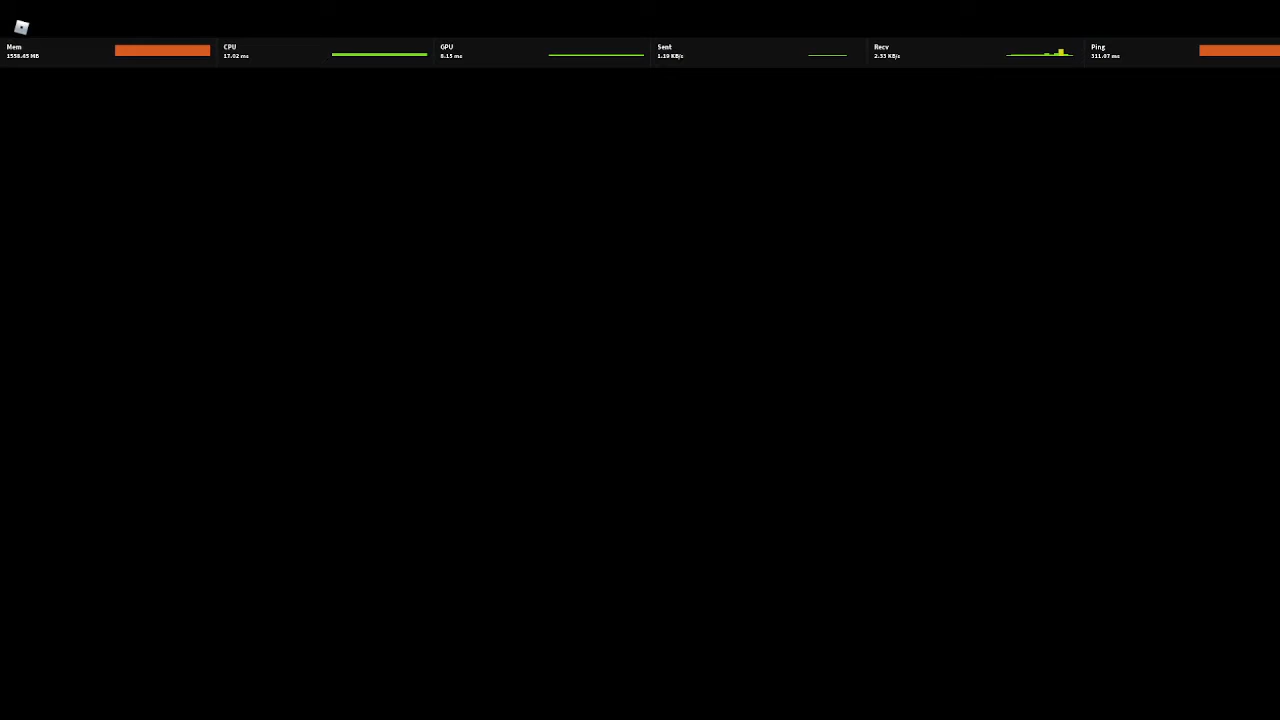 Mem
1558.45 MB
CPU
17.02 ms
GPU
8.15 ms
Sent
1.19 KB/s
Recv
2.33 KB/s
Ping
311.07 ms